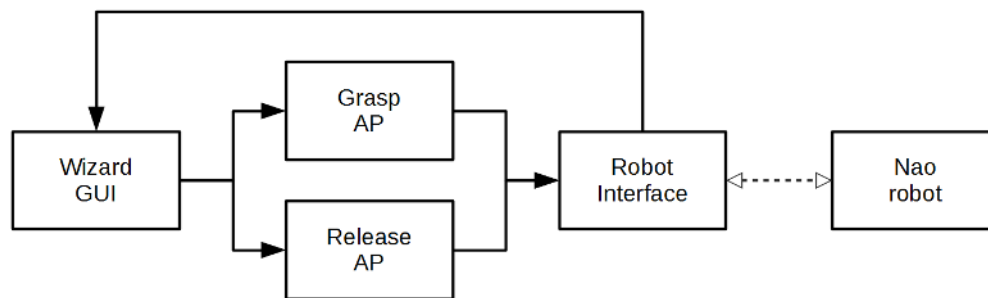 Grasp
AP
Wizard
GUI
Robot
Interface
Nao
robot
Release
AP